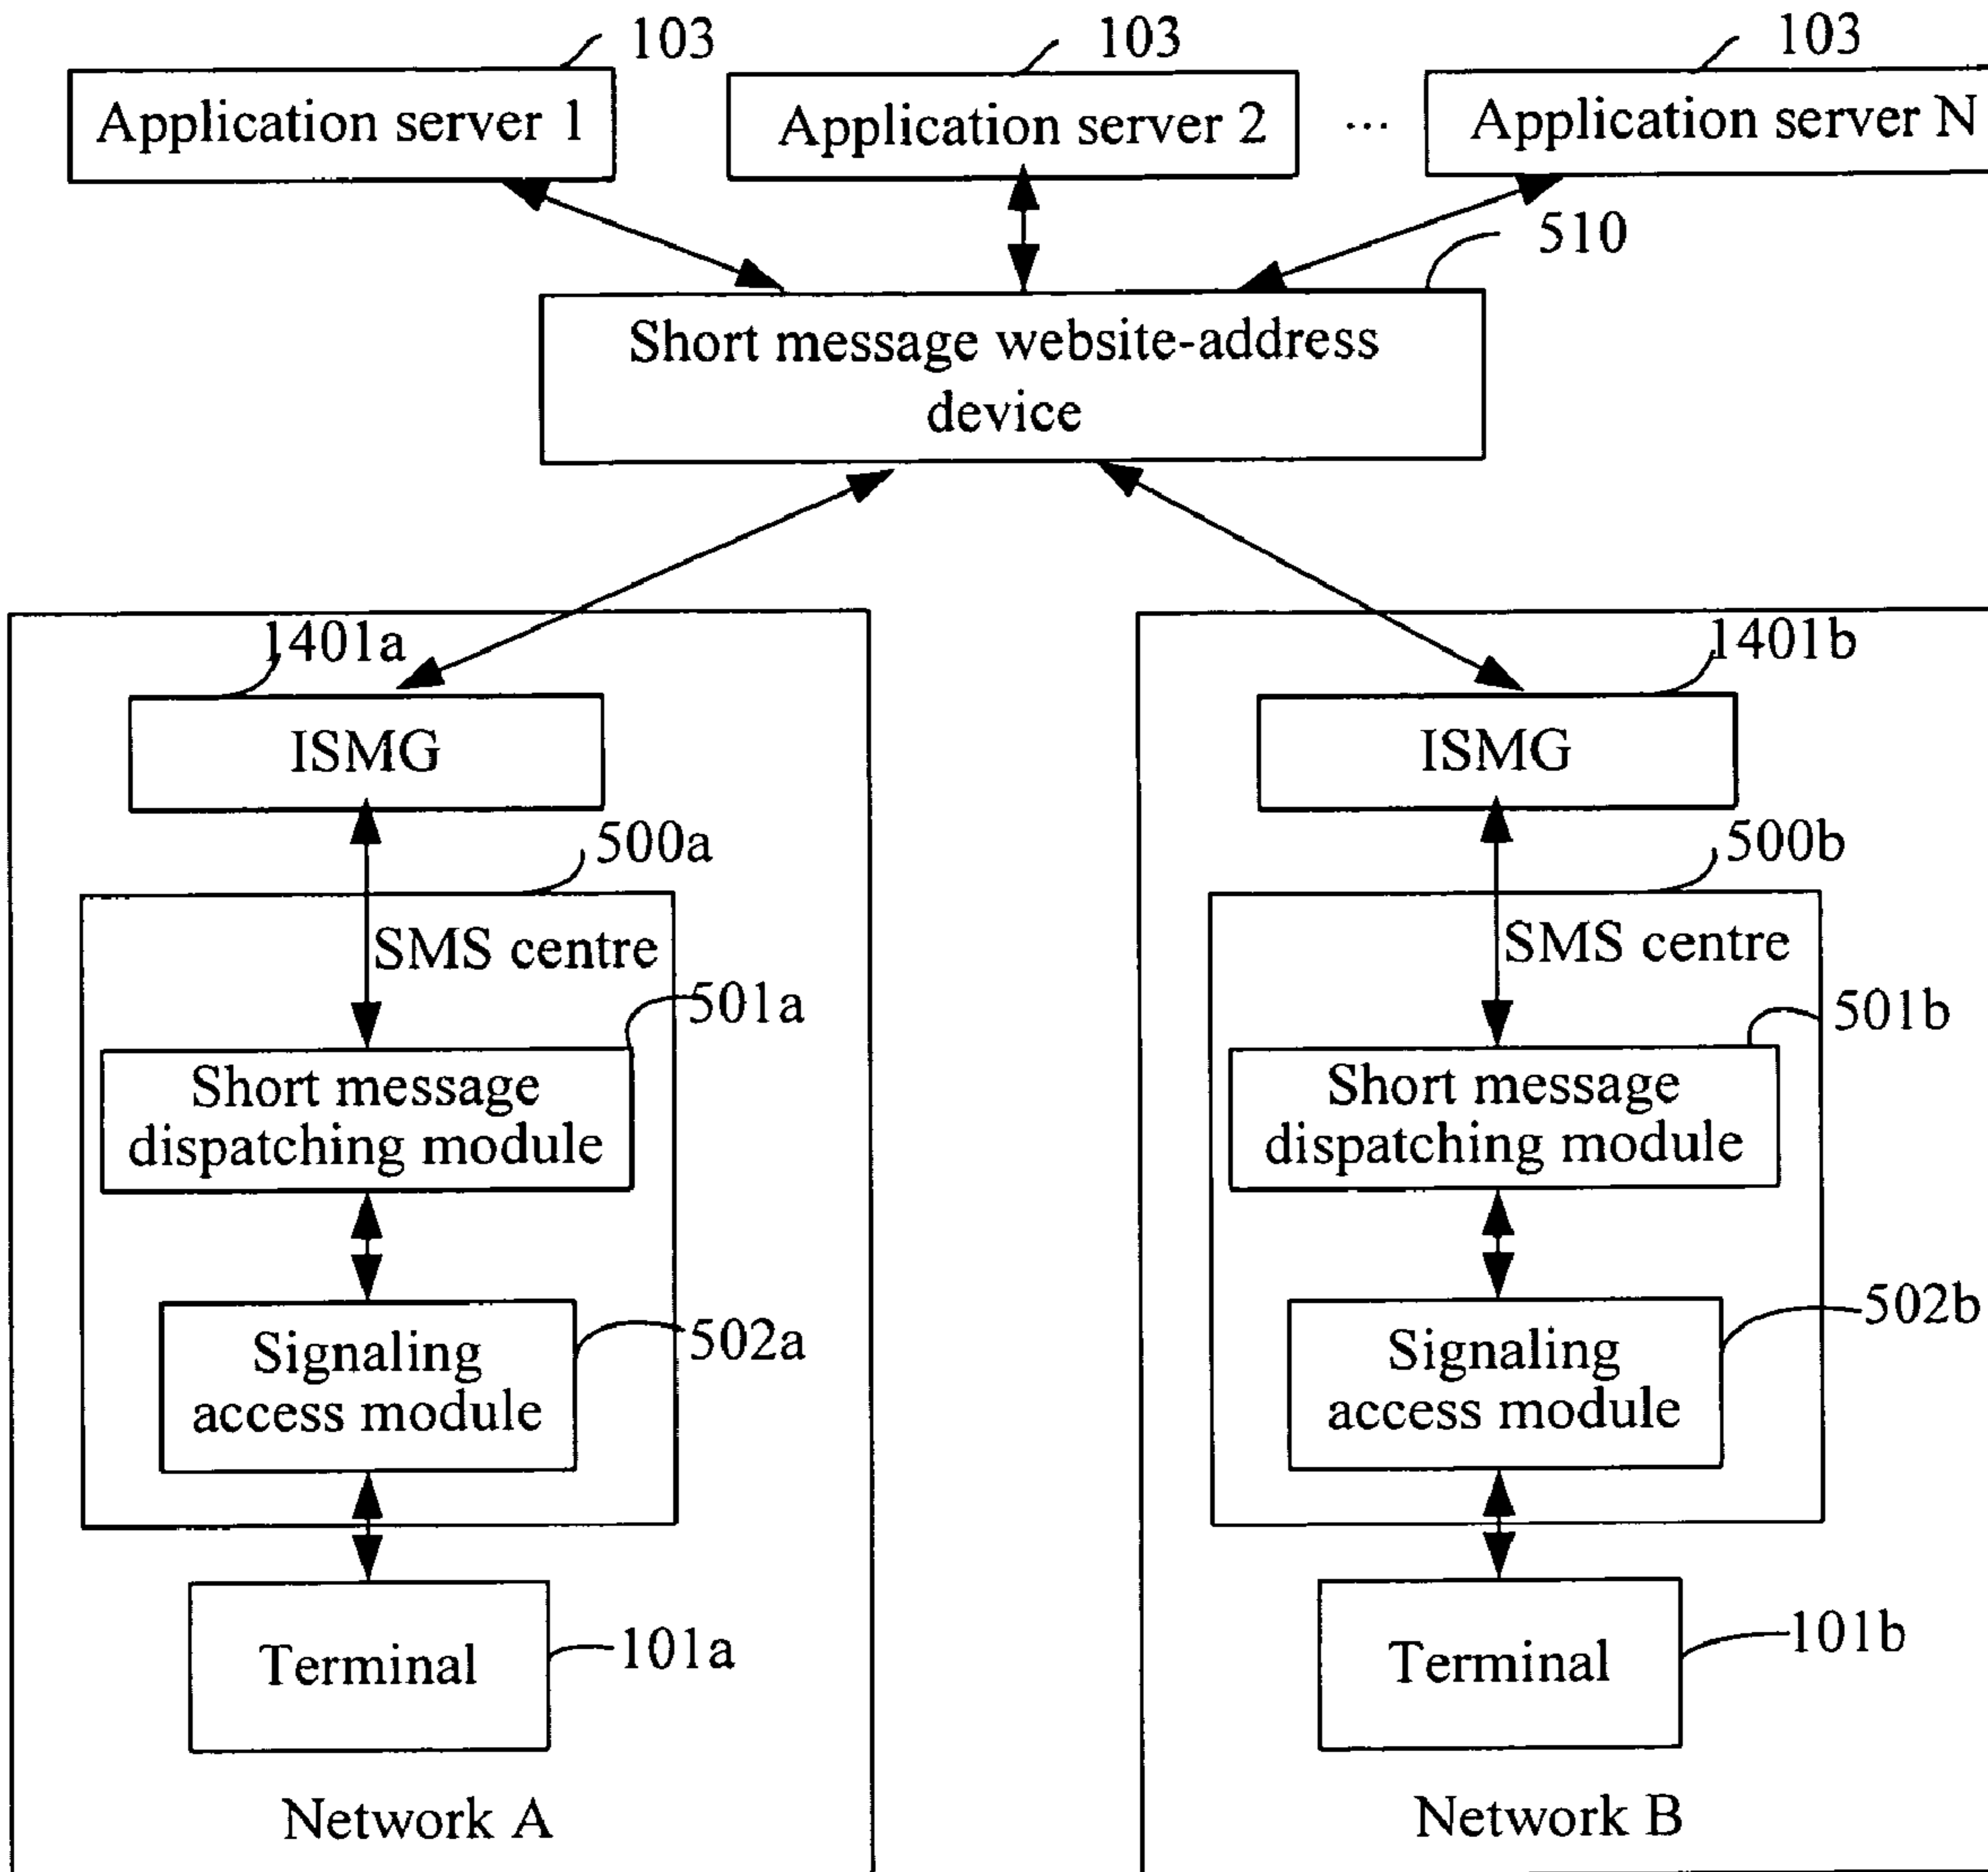 103
103
103
Application server 1
Application server 2
...
Application server N
510
Short message website-address
device
1401a
ISMG
500a
SMS centre
501a
Short message
dispatching module
502a
Signaling
access module
Terminal
101a
Network A
1401b
ISMG
500b
SMS centre
501b
Short message
dispatching module
502b
Signaling
access module
Terminal
101b
Network B